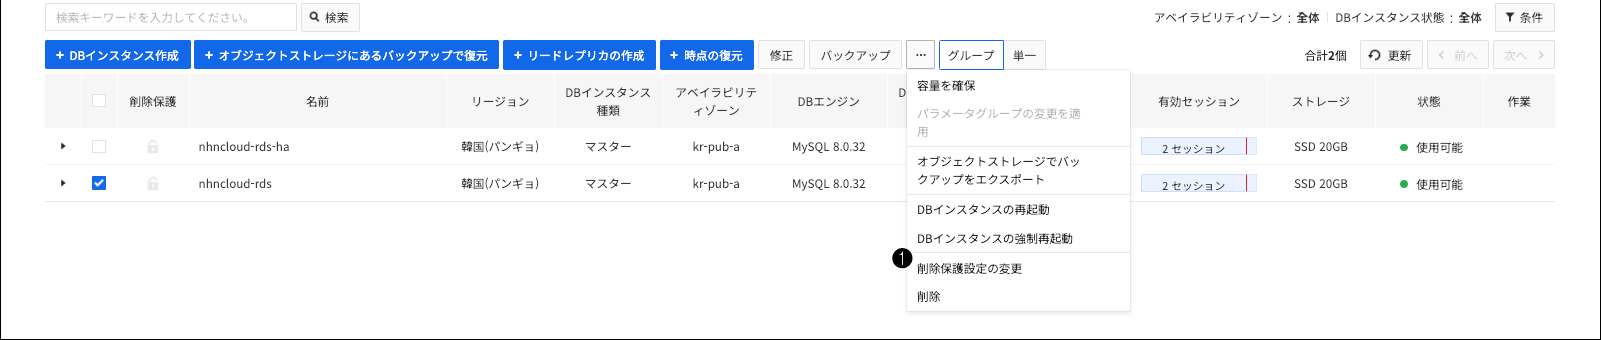 検索キーワードを入力してください。
検索
アベイラビリティゾーン : 全体
DBインスタンス状態 : 全体
条件
+ DBインスタンス作成
+ オブジェクトストレージにあるバックアップで復元
+ リードレプリカの作成
+ 時点の復元
修正
バックアップ
...
グループ
単一
合計2個
更新
< 前へ
次へ >
削除保護
名前
リージョン
DBインスタンス
種類
アベイラビリテ
ィゾーン
DBエンジン
D
有効セッション
ストレージ
状態
作業
nhncloud-rds-ha
韓国(パンギョ)
マスター
kr-pub-a
MySQL 8.0.32
2 セッション
SSD 20GB
使用可能
nhncloud-rds
韓国(パンギョ)
マスター
kr-pub-a
MySQL 8.0.32
2 セッション
SSD 20GB
使用可能
容量を確保
パラメータグループの変更を適
用
オブジェクトストレージでバッ
クアップをエクスポート
DBインスタンスの再起動
DBインスタンスの強制再起動
1
削除保護設定の変更
削除